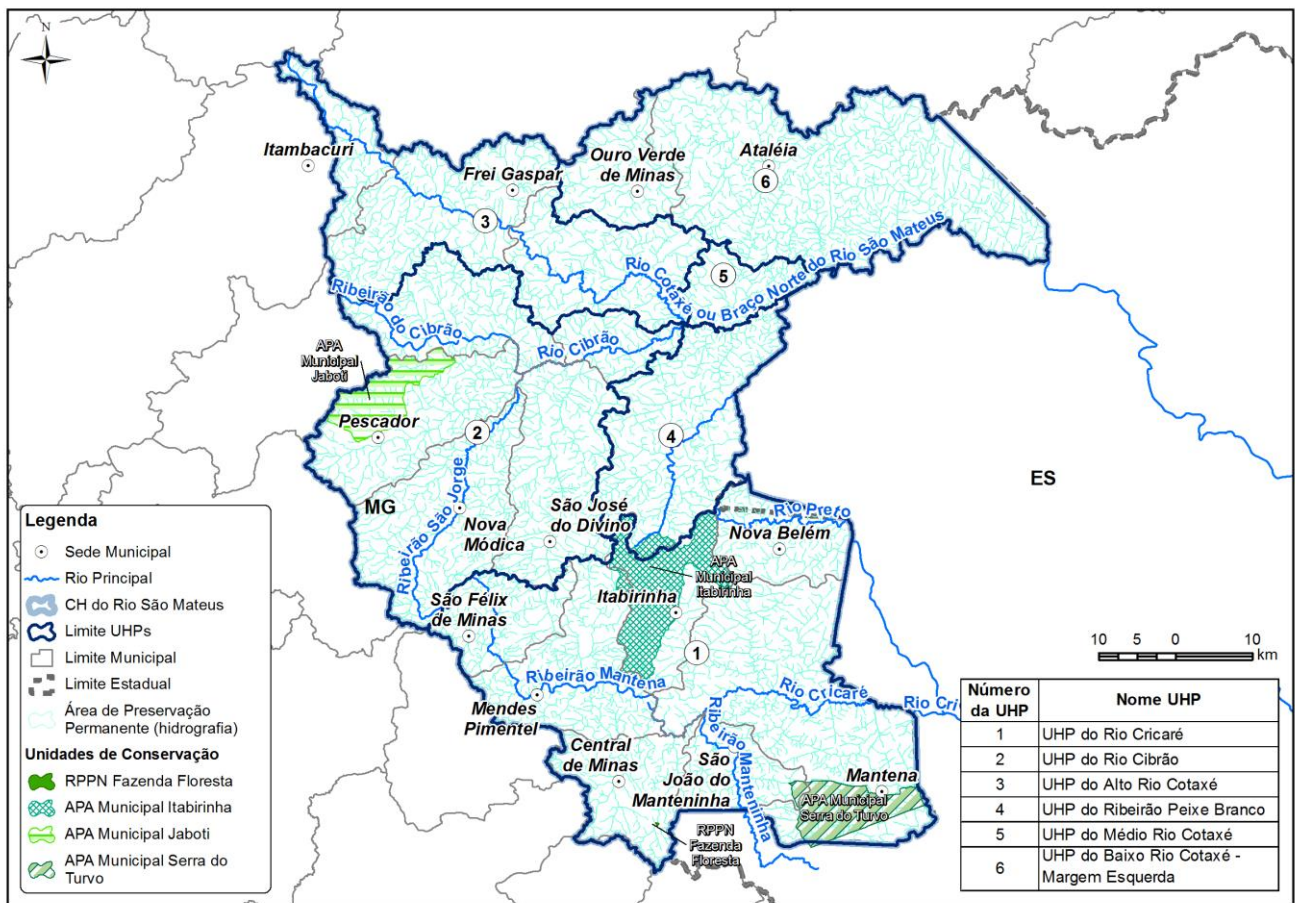 N
Itambacuri
Frei Gaspar
Ouro Verde
de Minas
Ataléia
6
3
5
Rio Cotaxé ou Braço Norte do Rio São Mateus
Ribeirão do Cibrão
Rio Cibrão
APA
Municipal
Jaboti
Pescador
2
4
MG
ES
Ribeirão São Jorge
Nova
Módica
São José
do Divino
Rio Preto
Nova Belém
APA
Municipal
Itabirinha
Itabirinha
São Félix
de Minas
1
Ribeirão Mantena
Mendes
Pimentel
Rio Cricaré
Rio Cri
Ribeirão Manteninha
Central
de Minas
São
João do
Manteninha
Mantena
APA Municipal
Serra do Turvo
RPPN
Fazenda
Floresta
10 5 0 10
km
Legenda
Sede Municipal
Rio Principal
CH do Rio São Mateus
Limite UHPs
Limite Municipal
Limite Estadual
Área de Preservação
Permanente (hidrografia)
Unidades de Conservação
RPPN Fazenda Floresta
APA Municipal Itabirinha
APA Municipal Jaboti
APA Municipal Serra do
Turvo
Número
da UHP
Nome UHP
1 UHP do Rio Cricaré
2 UHP do Rio Cibrão
3 UHP do Alto Rio Cotaxé
4 UHP do Ribeirão Peixe Branco
5 UHP do Médio Rio Cotaxé
6 UHP do Baixo Rio Cotaxé -
Margem Esquerda